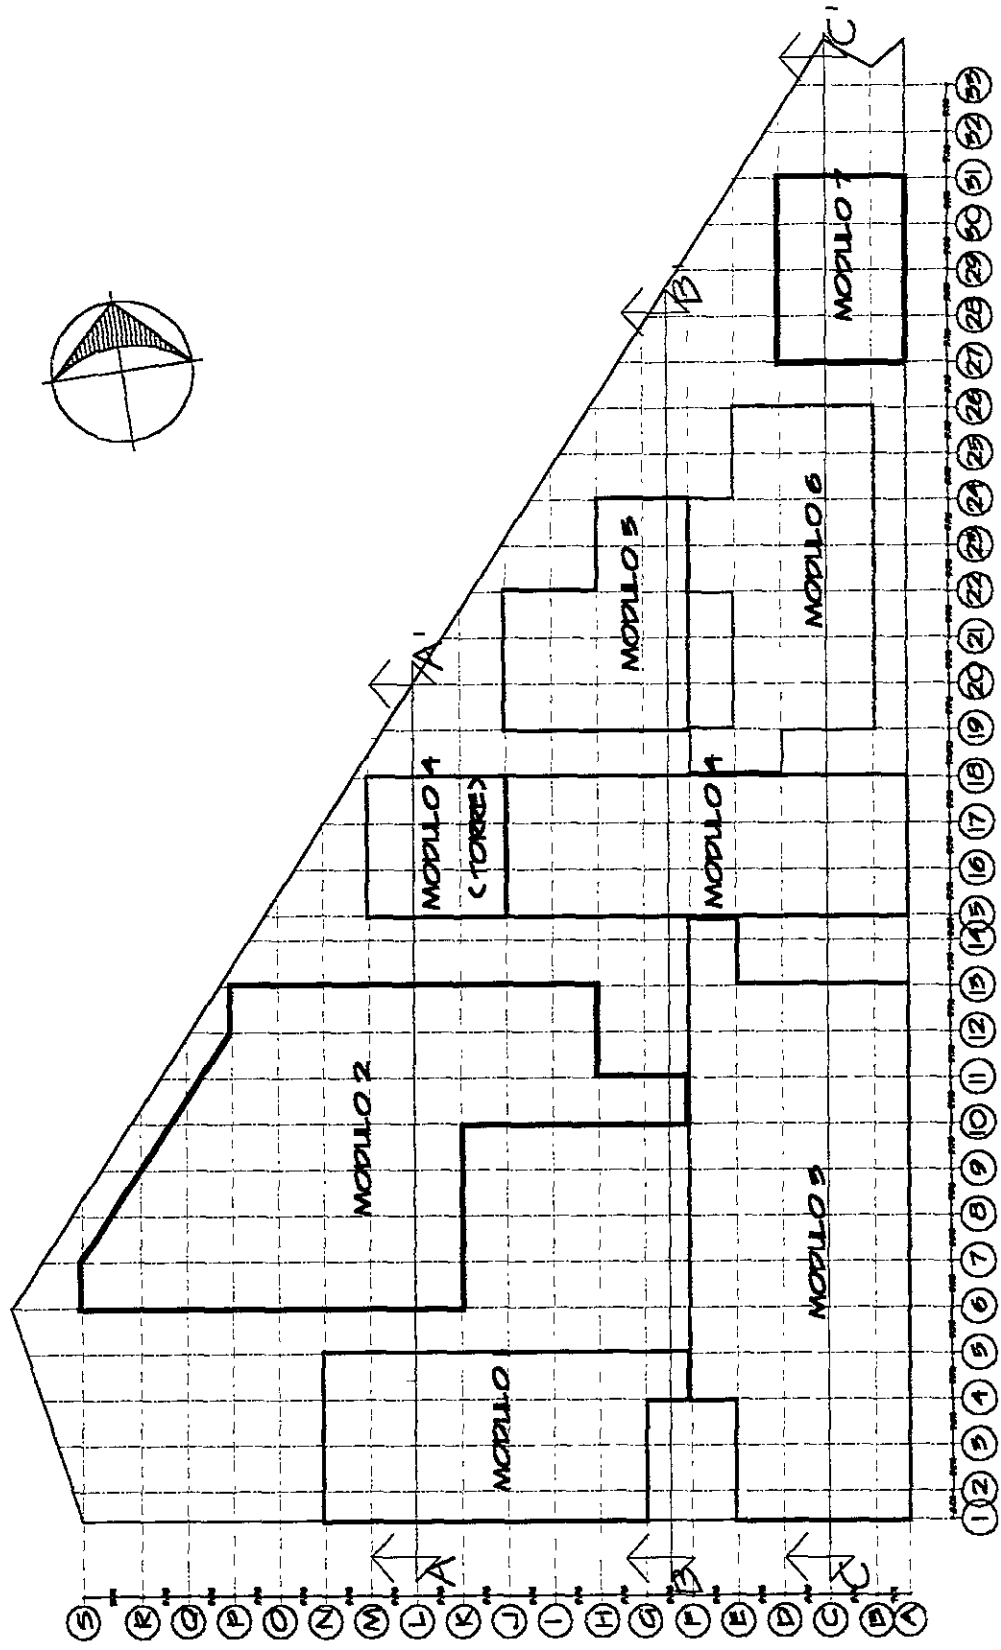 MODULO 1
MODULO 2
MODULO 3
MODULO 4
(TORRE)
MODULO 4
MODULO 5
MODULO 6
MODULO 7
A
A'
B
B'
C
C'
S
R
Q
P
O
N
M
L
K
J
I
H
G
F
E
D
C
B
A
1 2 3 4 5 6 7 8 9 10 11 12 13 14 15 16 17 18 19 20 21 22 23 24 25 26 27 28 29 30 31 32 33